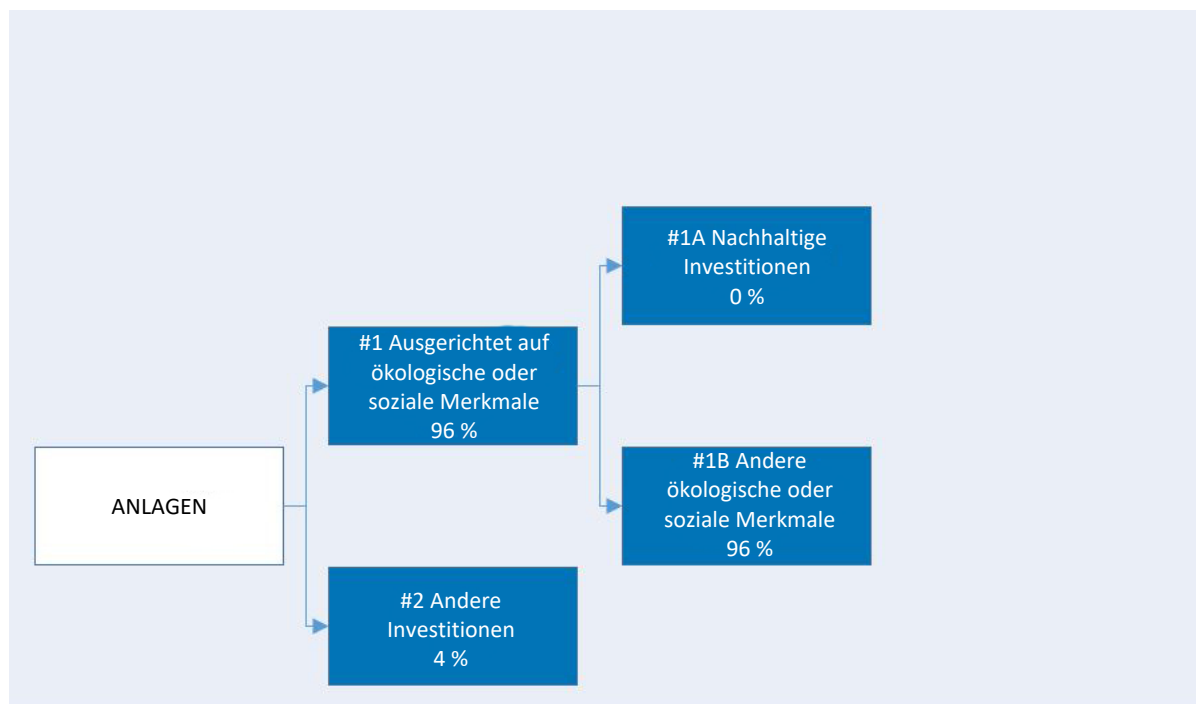 #1A Nachhaltige
Investitionen
0 %
#1 Ausgerichtet auf
ökologische oder
soziale Merkmale
96 %
#1B Andere
ökologische oder
soziale Merkmale
96 %
ANLAGEN
#2 Andere
Investitionen
4 %